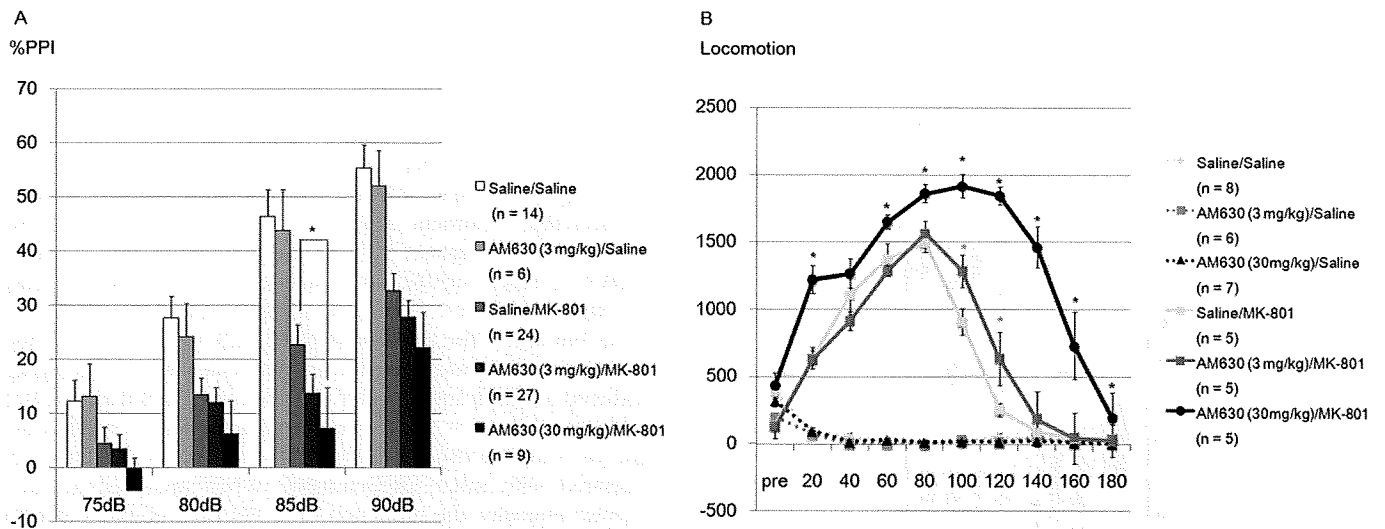 A
%PPI
70
60
50
40
30
20
10
0
-10
75dB
80dB
85dB
90dB
*
Saline/Saline
(n = 14)
AM630 (3 mg/kg)/Saline
(n = 6)
Saline/MK-801
(n = 24)
AM630 (3 mg/kg)/MK-801
(n = 27)
AM630 (30 mg/kg)/MK-801
(n = 9)
B
Locomotion
2500
2000
1500
1000
500
0
-500
pre 20 40 60 80 100 120 140 160 180
* * * * * * * *
* *
Saline/Saline
(n = 8)
AM630 (3 mg/kg)/Saline
(n = 6)
AM630 (30mg/kg)/Saline
(n = 7)
Saline/MK-801
(n = 5)
AM630 (3 mg/kg)/MK-801
(n = 5)
AM630 (30mg/kg)/MK-801
(n = 5)